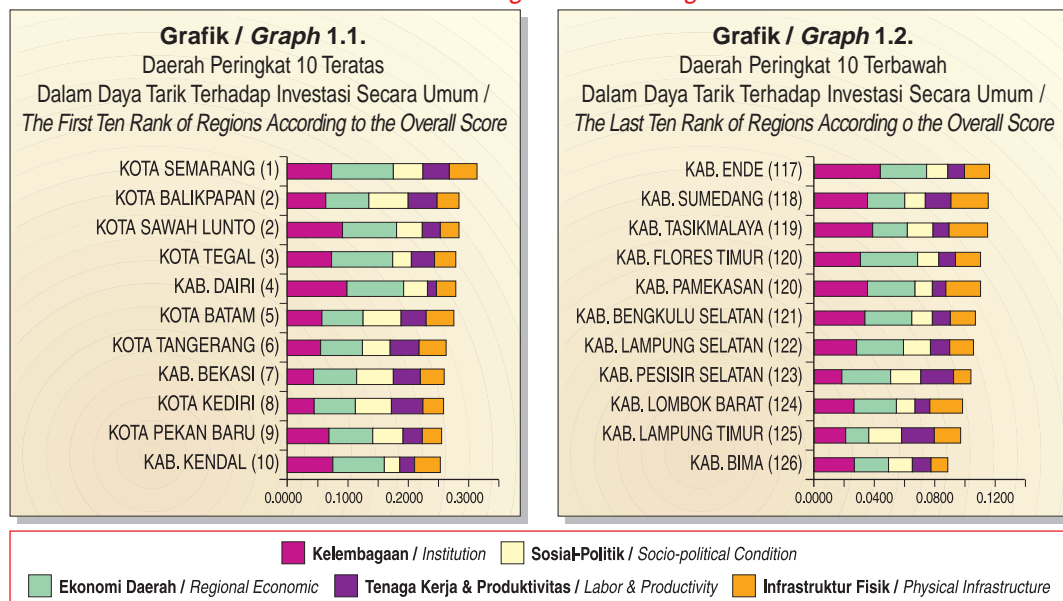 Grafik / Graph 1.1.
Daerah Peringkat 10 Teratas
Dalam Daya Tarik Terhadap Investasi Secara Umum /
The First Ten Rank of Regions According to the Overall Score
KOTA SEMARANG (1)
KOTA BALIKPAPAN (2)
KOTA SAWAH LUNTO (2)
KOTA TEGAL (3)
KAB. DAIRI (4)
KOTA BATAM (5)
KOTA TANGERANG (6)
KAB. BEKASI (7)
KOTA KEDIRI (8)
KOTA PEKAN BARU (9)
KAB. KENDAL (10)
0.0000 0.1000 0.2000 0.3000
Grafik / Graph 1.2.
Daerah Peringkat 10 Terbawah
Dalam Daya Tarik Terhadap Investasi Secara Umum /
The Last Ten Rank of Regions According o the Overall Score
KAB. ENDE (117)
KAB. SUMEDANG (118)
KAB. TASIKMALAYA (119)
KAB. FLORES TIMUR (120)
KAB. PAMEKASAN (120)
KAB. BENGKULU SELATAN (121)
KAB. LAMPUNG SELATAN (122)
KAB. PESISIR SELATAN (123)
KAB. LOMBOK BARAT (124)
KAB. LAMPUNG TIMUR (125)
KAB. BIMA (126)
0.0000 0.0400 0.0800 0.1200
Kelembagaan / Institution Sosial-Politik / Socio-political Condition
Ekonomi Daerah / Regional Economic Tenaga Kerja & Produktivitas / Labor & Productivity Infrastruktur Fisik / Physical Infrastructure